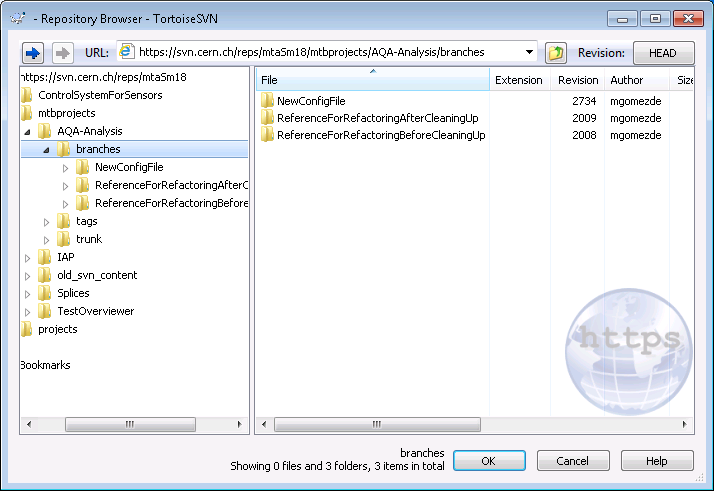 - Repository Browser - TortoiseSVN
URL: https://svn.cern.ch/reps/mtaSm18/mtbprojects/AQA-Analysis/branches Revision: HEAD
https://svn.cern.ch/reps/mtaSm18
ControlSystemForSensors
mtbprojects
AQA-Analysis
branches
NewConfigFile
ReferenceForRefactoringAfterC
ReferenceForRefactoringBefore
tags
trunk
IAP
old_svn_content
Splices
TestOverviewer
projects
Bookmarks
File Extension Revision Author Size
NewConfigFile 2734 mgomezde
ReferenceForRefactoringAfterCleaningUp 2009 mgomezde
ReferenceForRefactoringBeforeCleaningUp 2008 mgomezde
https
branches
Showing 0 files and 3 folders, 3 items in total
OK Cancel Help